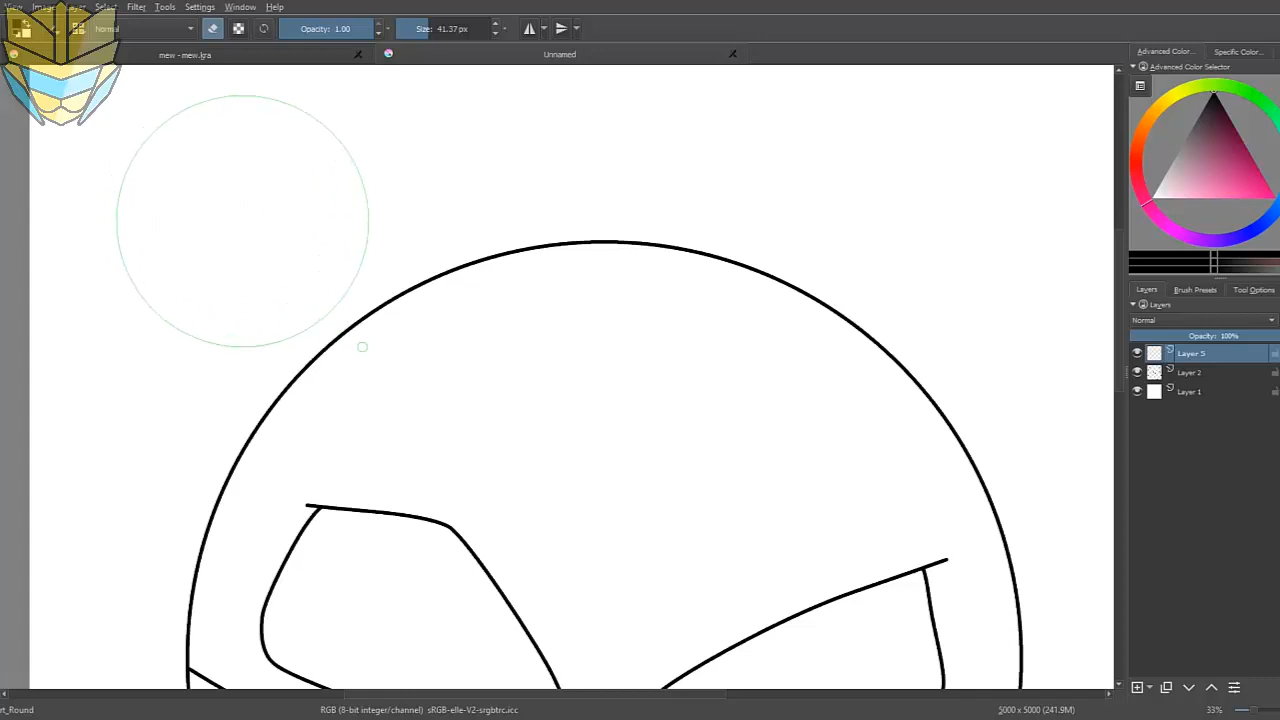 View Image Layer Select Filter Tools Settings Window Help
Normal Opacity: 1.00 Size: 41.37 px
mew - mew.kra Unnamed
Advanced Color... Specific Color...
Advanced Color Selector
Layers Brush Presets Tool Options
Layers
Normal
Opacity: 100%
Layer 5
Layer 2
Layer 1
rt_Round RGB (8-bit integer/channel) sRGB-elle-V2-srgbtrc.icc 5000 x 5000 (241.9M) 33%